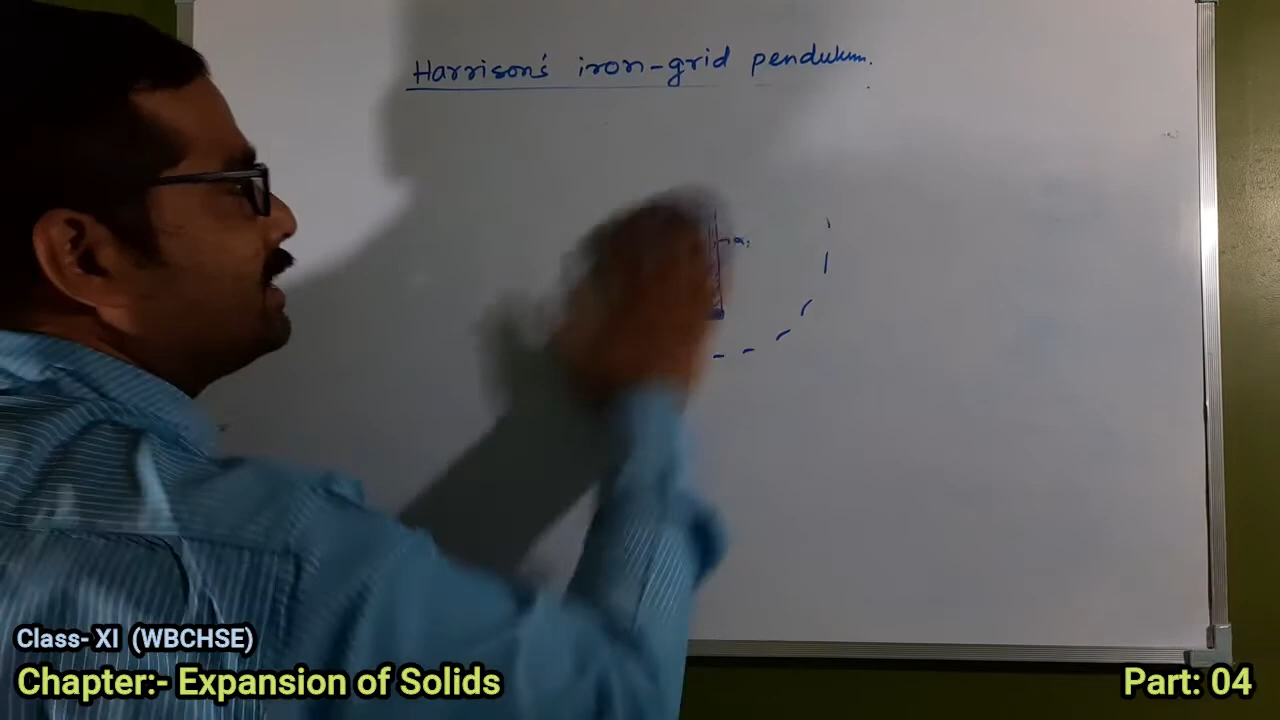 Harrison's iron-grid pendulum.
Class- XI (WBCHSE)
Chapter:- Expansion of Solids
Part: 04